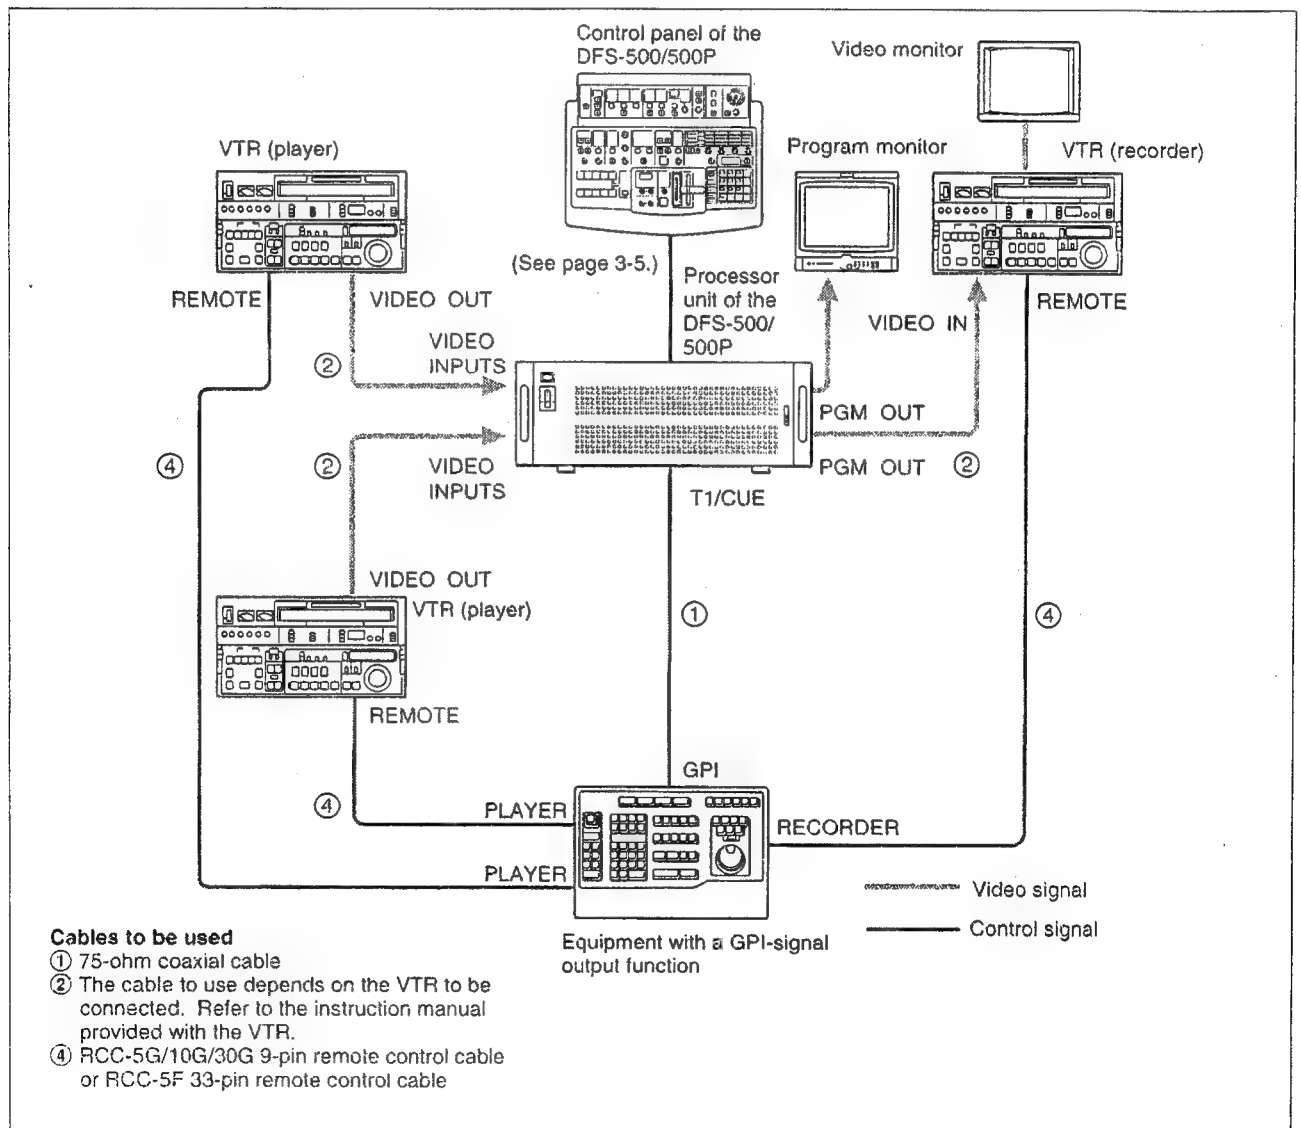 Control panel of the
DFS-500/500P
Video monitor
VTR (player)
Program monitor
VTR (recorder)
(See page 3-5.)
Processor
unit of the
DFS-500/
500P
REMOTE
VIDEO OUT
VIDEO IN
REMOTE
②
VIDEO
INPUTS
PGM OUT
④
②
VIDEO
INPUTS
PGM OUT
②
T1/CUE
VIDEO OUT
VTR (player)
①
④
REMOTE
GPI
④
PLAYER
RECORDER
PLAYER
Video signal
Control signal
Equipment with a GPI-signal
output function
Cables to be used
① 75-ohm coaxial cable
② The cable to use depends on the VTR to be
connected. Refer to the instruction manual
provided with the VTR.
④ RCC-5G/10G/30G 9-pin remote control cable
or RCC-5F 33-pin remote control cable